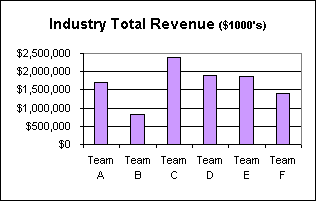 Industry Total Revenue ($1000's)
$2,500,000
$2,000,000
$1,500,000
$1,000,000
$500,000
$0
Team Team Team Team Team Team
A B C D E F